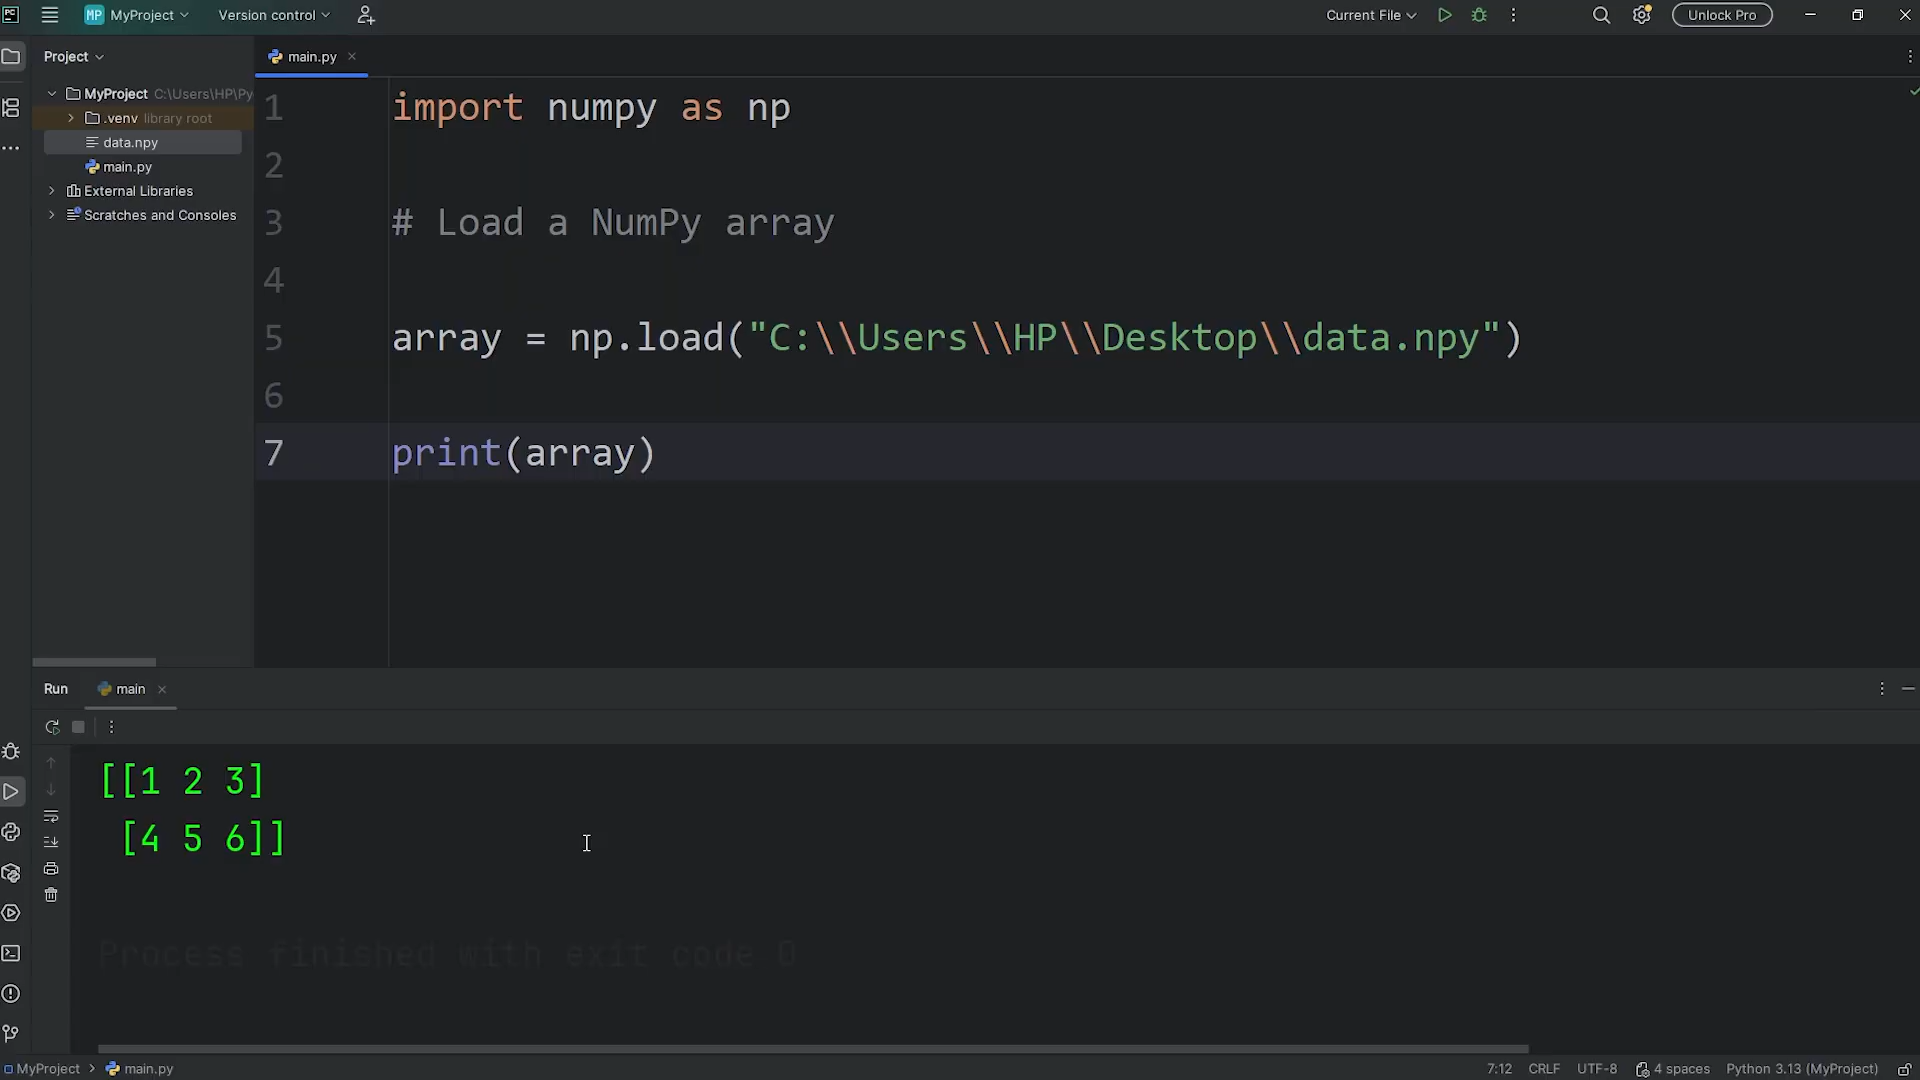 PC MP MyProject Version control Current File Unlock Pro
Project main.py
MyProject C:\Users\HP\Py
.venv library root
data.npy
main.py
External Libraries
Scratches and Consoles
1 import numpy as np
2
3 # Load a NumPy array
4
5 array = np.load("C:\\Users\\HP\\Desktop\\data.npy")
6
7 print(array)
Run main
[[1 2 3]
[4 5 6]]
Process finished with exit code 0
MyProject > main.py 7:12 CRLF UTF-8 4 spaces Python 3.13 (MyProject)